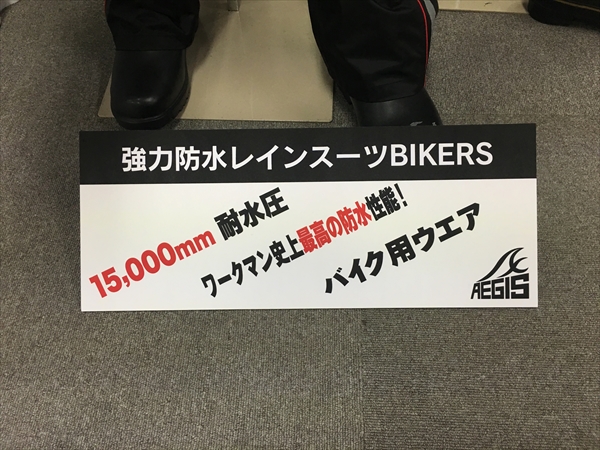 強力防水レインスーツBIKERS
15,000mm 耐水圧
ワークマン史上最高の防水性能!
バイク用ウエア
AEGIS